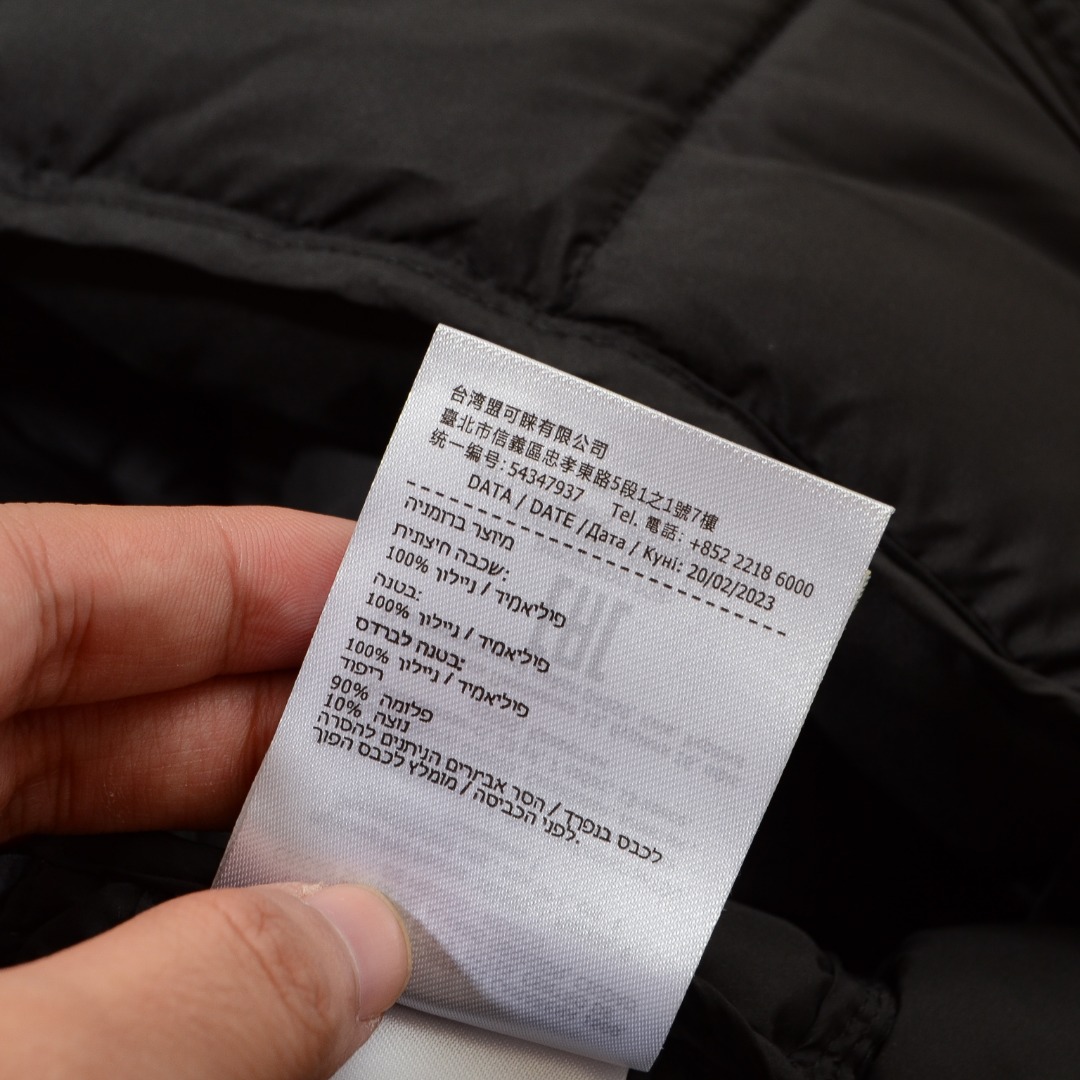 台湾盟可睐有限公司
臺北市信義區忠孝東路5段1之1號7樓
统一编号: 54347937 Tel. 電話: +852 2218 6000
DATA / DATE /Дата / Күні: 20/02/2023
מיוצר ברומניה
שכבה חיצונית:
100% פוליאמיד / ניילון
בטנה:
100% פוליאמיד / ניילון
בטנה לברדס:
100% פוליאמיד / ניילון
ריפוד
90% פלומה
10% נוצה
לכבס בנפרד / הסר אבזרים הניתנים להסרה
לפני הכביסה / מומלץ לכבס הפוך.